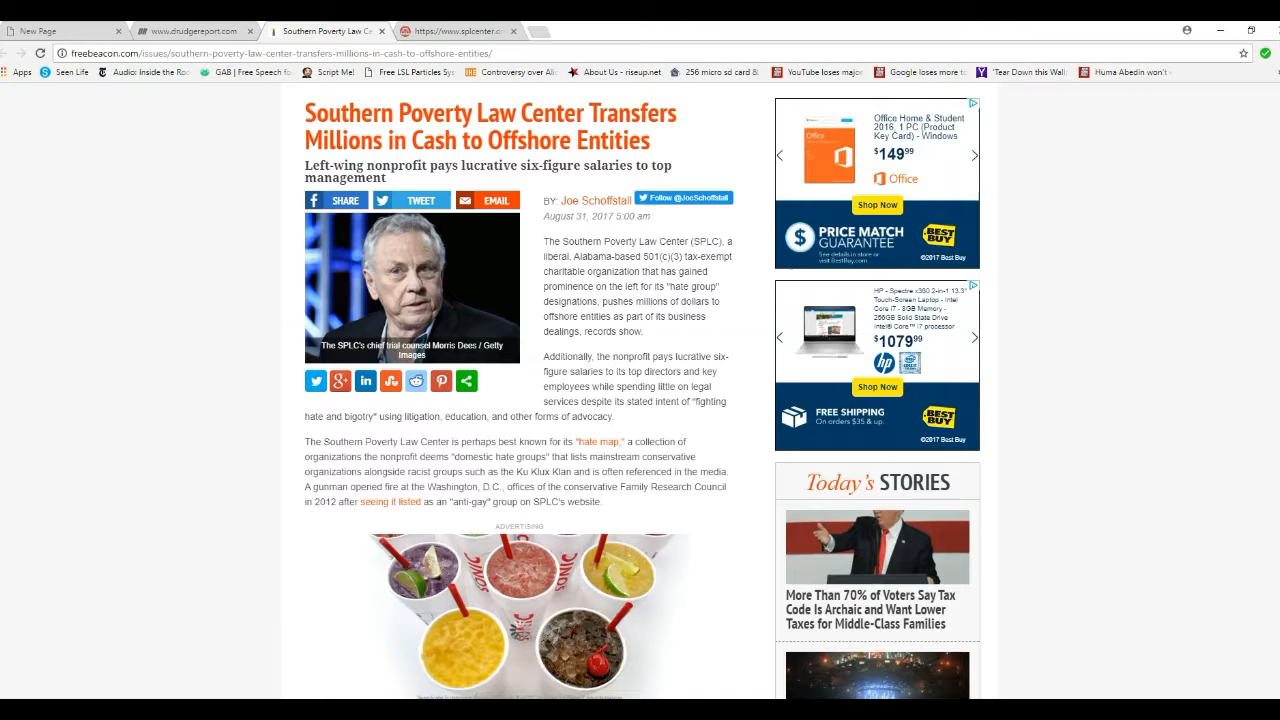 New Page
www.drudgereport.com
Southern Poverty Law Ce
https://www.splcenter.or
freebeacon.com/issues/southern-poverty-law-center-transfers-millions-in-cash-to-offshore-entities/
Apps
Seen Life
Audio: Inside the Ro
GAB | Free Speech fo
Script Me!
Free LSL Particles Sys
Controversy over Ali
About Us - riseup.net
256 micro sd card &
YouTube loses major
Google loses more to
'Tear Down this Wall
Huma Abedin won't
Southern Poverty Law Center Transfers
Millions in Cash to Offshore Entities
Left-wing nonprofit pays lucrative six-figure salaries to top
management
SHARE
TWEET
EMAIL
The SPLC's chief trial counsel Morris Dees / Getty
Images
BY: Joe Schoffstall Follow @JoeSchoffstall
August 31, 2017 5:00 am
The Southern Poverty Law Center (SPLC), a
liberal, Alabama-based 501(c)(3) tax-exempt
charitable organization that has gained
prominence on the left for its "hate group"
designations, pushes millions of dollars to
offshore entities as part of its business
dealings, records show.
Additionally, the nonprofit pays lucrative six-
figure salaries to its top directors and key
employees while spending little on legal
services despite its stated intent of "fighting
hate and bigotry" using litigation, education, and other forms of advocacy.
The Southern Poverty Law Center is perhaps best known for its "hate map," a collection of
organizations the nonprofit deems "domestic hate groups" that lists mainstream conservative
organizations alongside racist groups such as the Ku Klux Klan and is often referenced in the media.
A gunman opened fire at the Washington, D.C., offices of the conservative Family Research Council
in 2012 after seeing it listed as an "anti-gay" group on SPLC's website.
ADVERTISING
SONIC
SONIC
Office
Office Home & Student
2016, 1 PC (Product
Key Card) - Windows
$149.99
Office
Shop Now
PRICE MATCH
GUARANTEE
See details in store or
visit BestBuy.com
BEST
BUY
©2017 Best Buy
HP - Spectre x360 2-in-1 13.3"
Touch-Screen Laptop - Intel
Core i7 - 8GB Memory -
256GB Solid State Drive
Intel® Core™ i7 processor
$1079.99
hp
Shop Now
FREE SHIPPING
On orders $35 & up.
BEST
BUY
©2017 Best Buy
Today's STORIES
More Than 70% of Voters Say Tax
Code Is Archaic and Want Lower
Taxes for Middle-Class Families